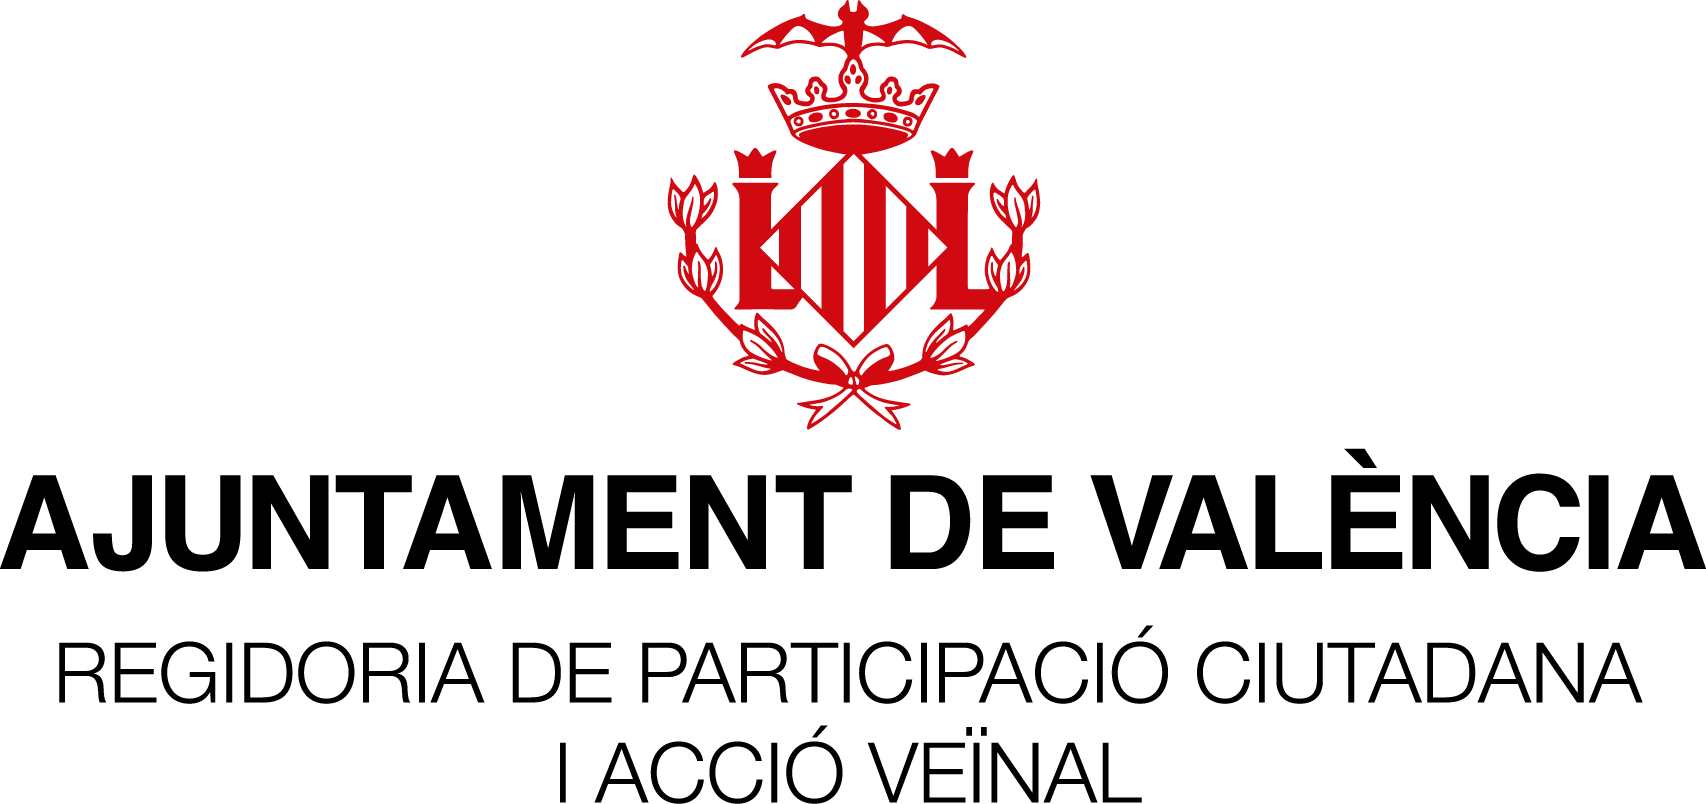 L L
AJUNTAMENT DE VALÈNCIA
REGIDORIA DE PARTICIPACIÓ CIUTADANA
I ACCIÓ VEÏNAL